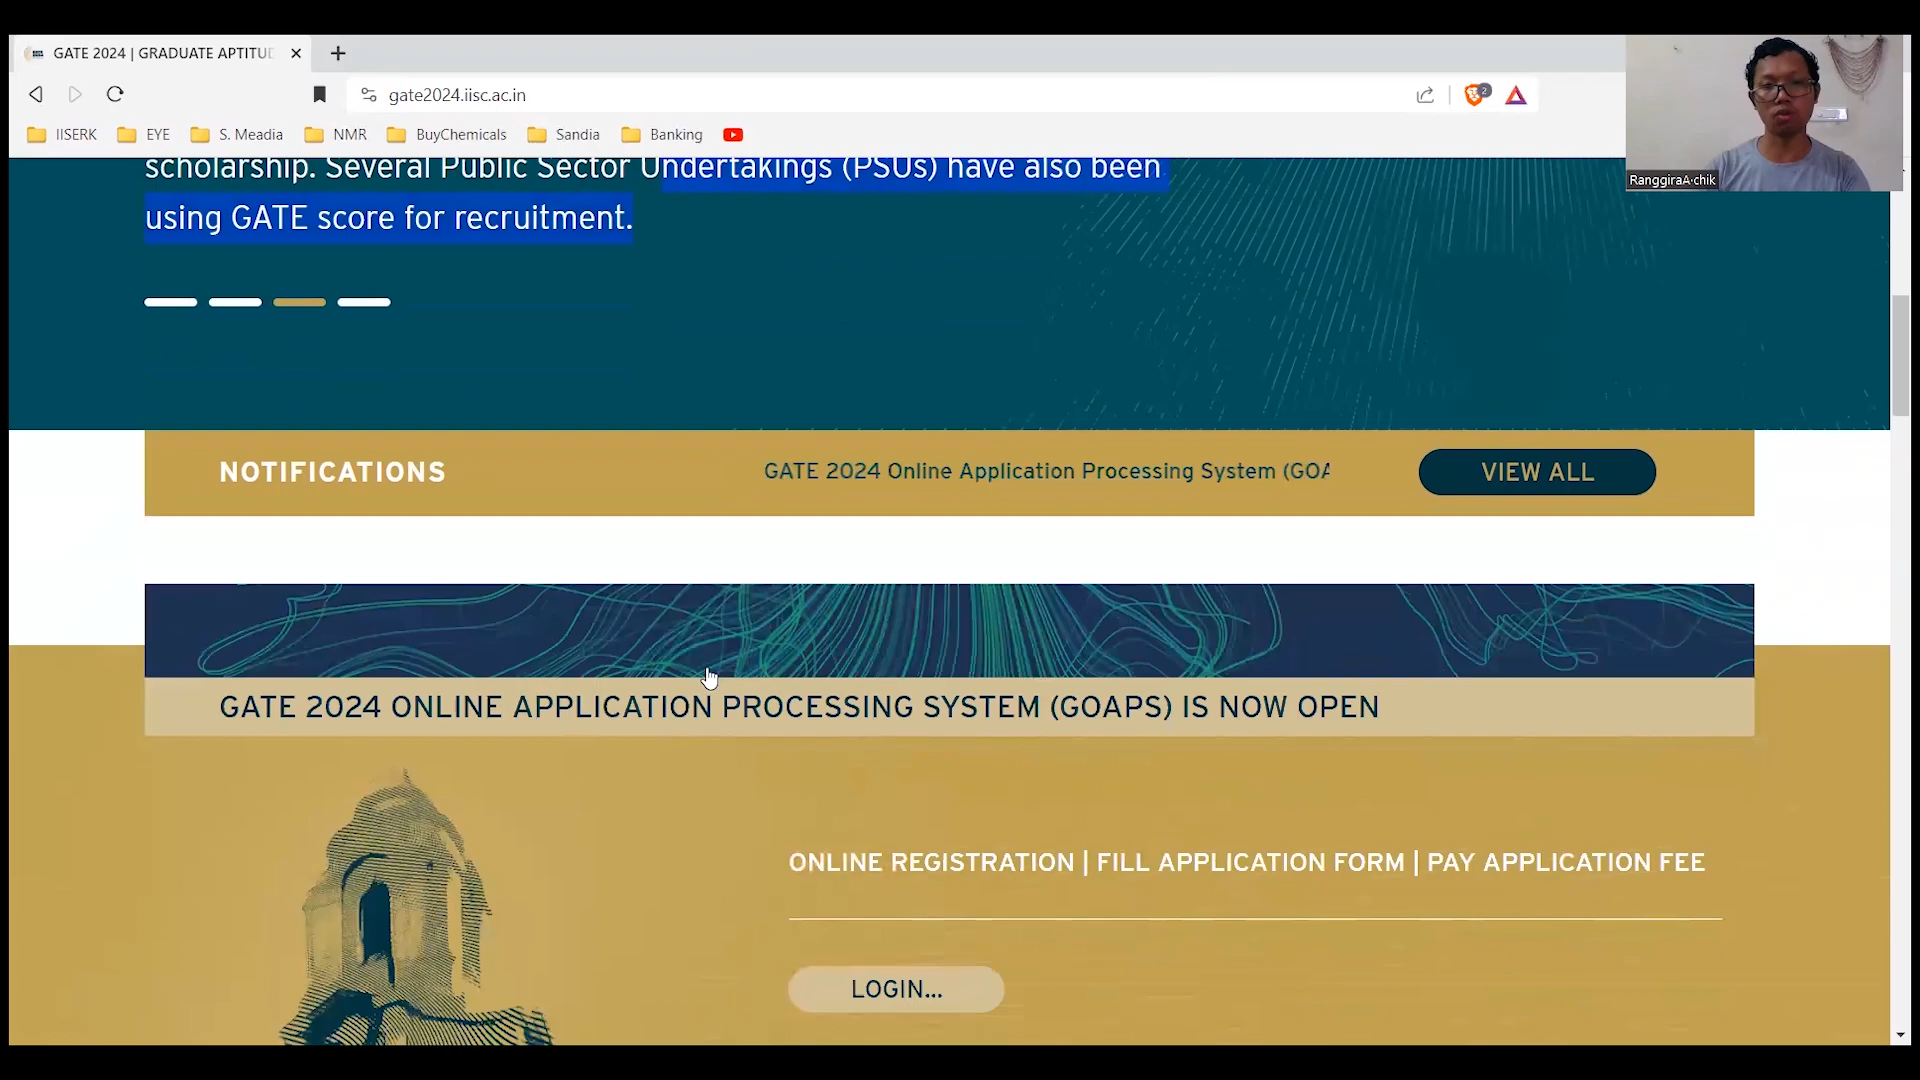 GATE 2024 | GRADUATE APTITUD
gate2024.iisc.ac.in
2
IISERK
EYE
S. Meadia
NMR
BuyChemicals
Sandia
Banking
RanggiraA·chik
scholarship. Several Public Sector Undertakings (PSUs) have also been
using GATE score for recruitment.
NOTIFICATIONS
GATE 2024 Online Application Processing System (GOA
VIEW ALL
GATE 2024 ONLINE APPLICATION PROCESSING SYSTEM (GOAPS) IS NOW OPEN
ONLINE REGISTRATION | FILL APPLICATION FORM | PAY APPLICATION FEE
LOGIN...